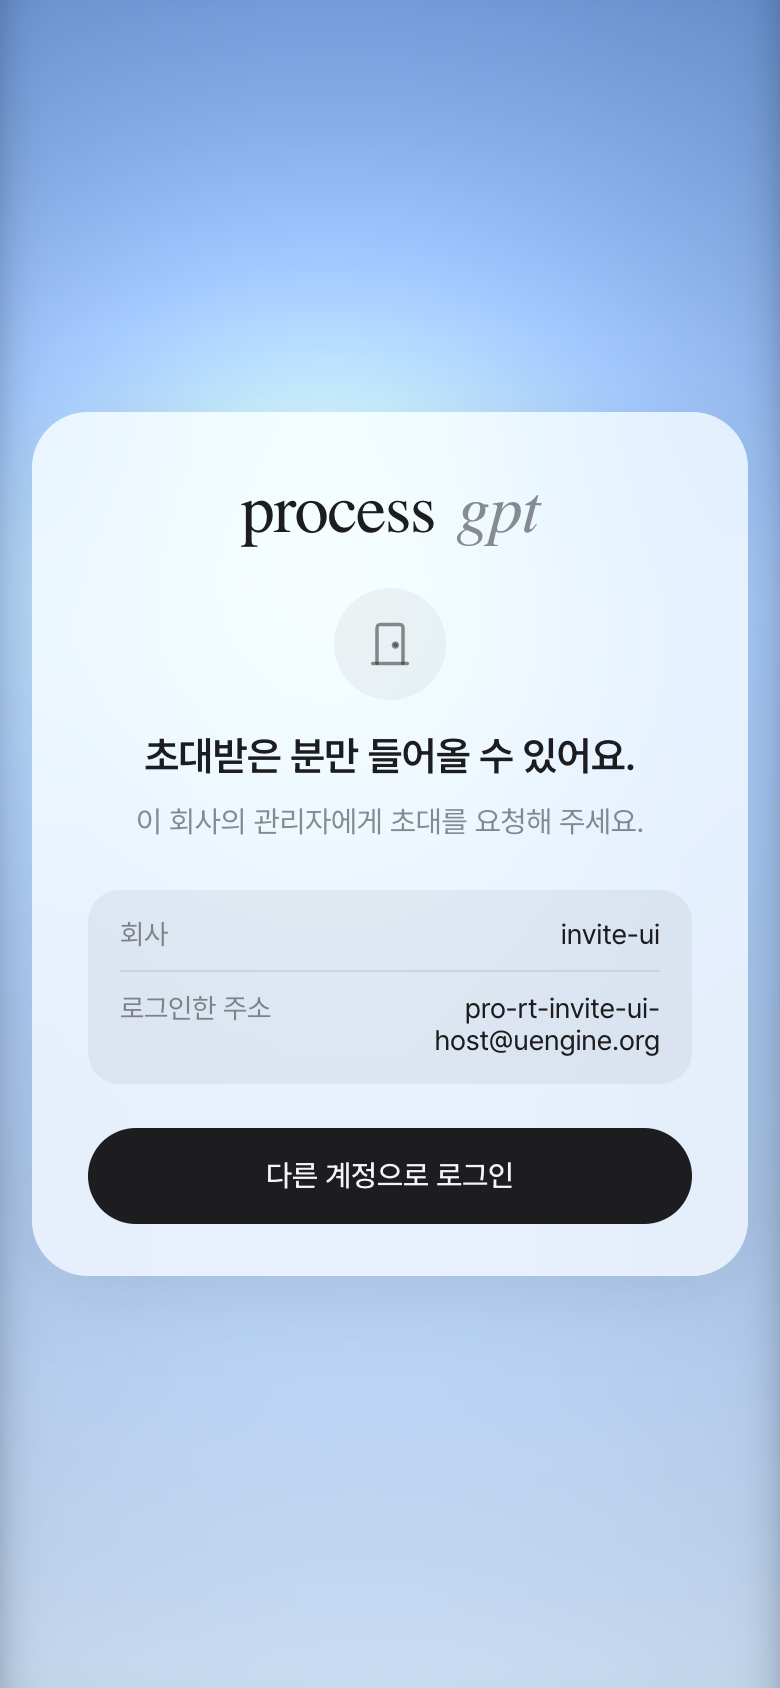 process gpt
초대받은 분만 들어올 수 있어요.
이 회사의 관리자에게 초대를 요청해 주세요.
회사 invite-ui
로그인한 주소 pro-rt-invite-ui-
host@uengine.org
다른 계정으로 로그인